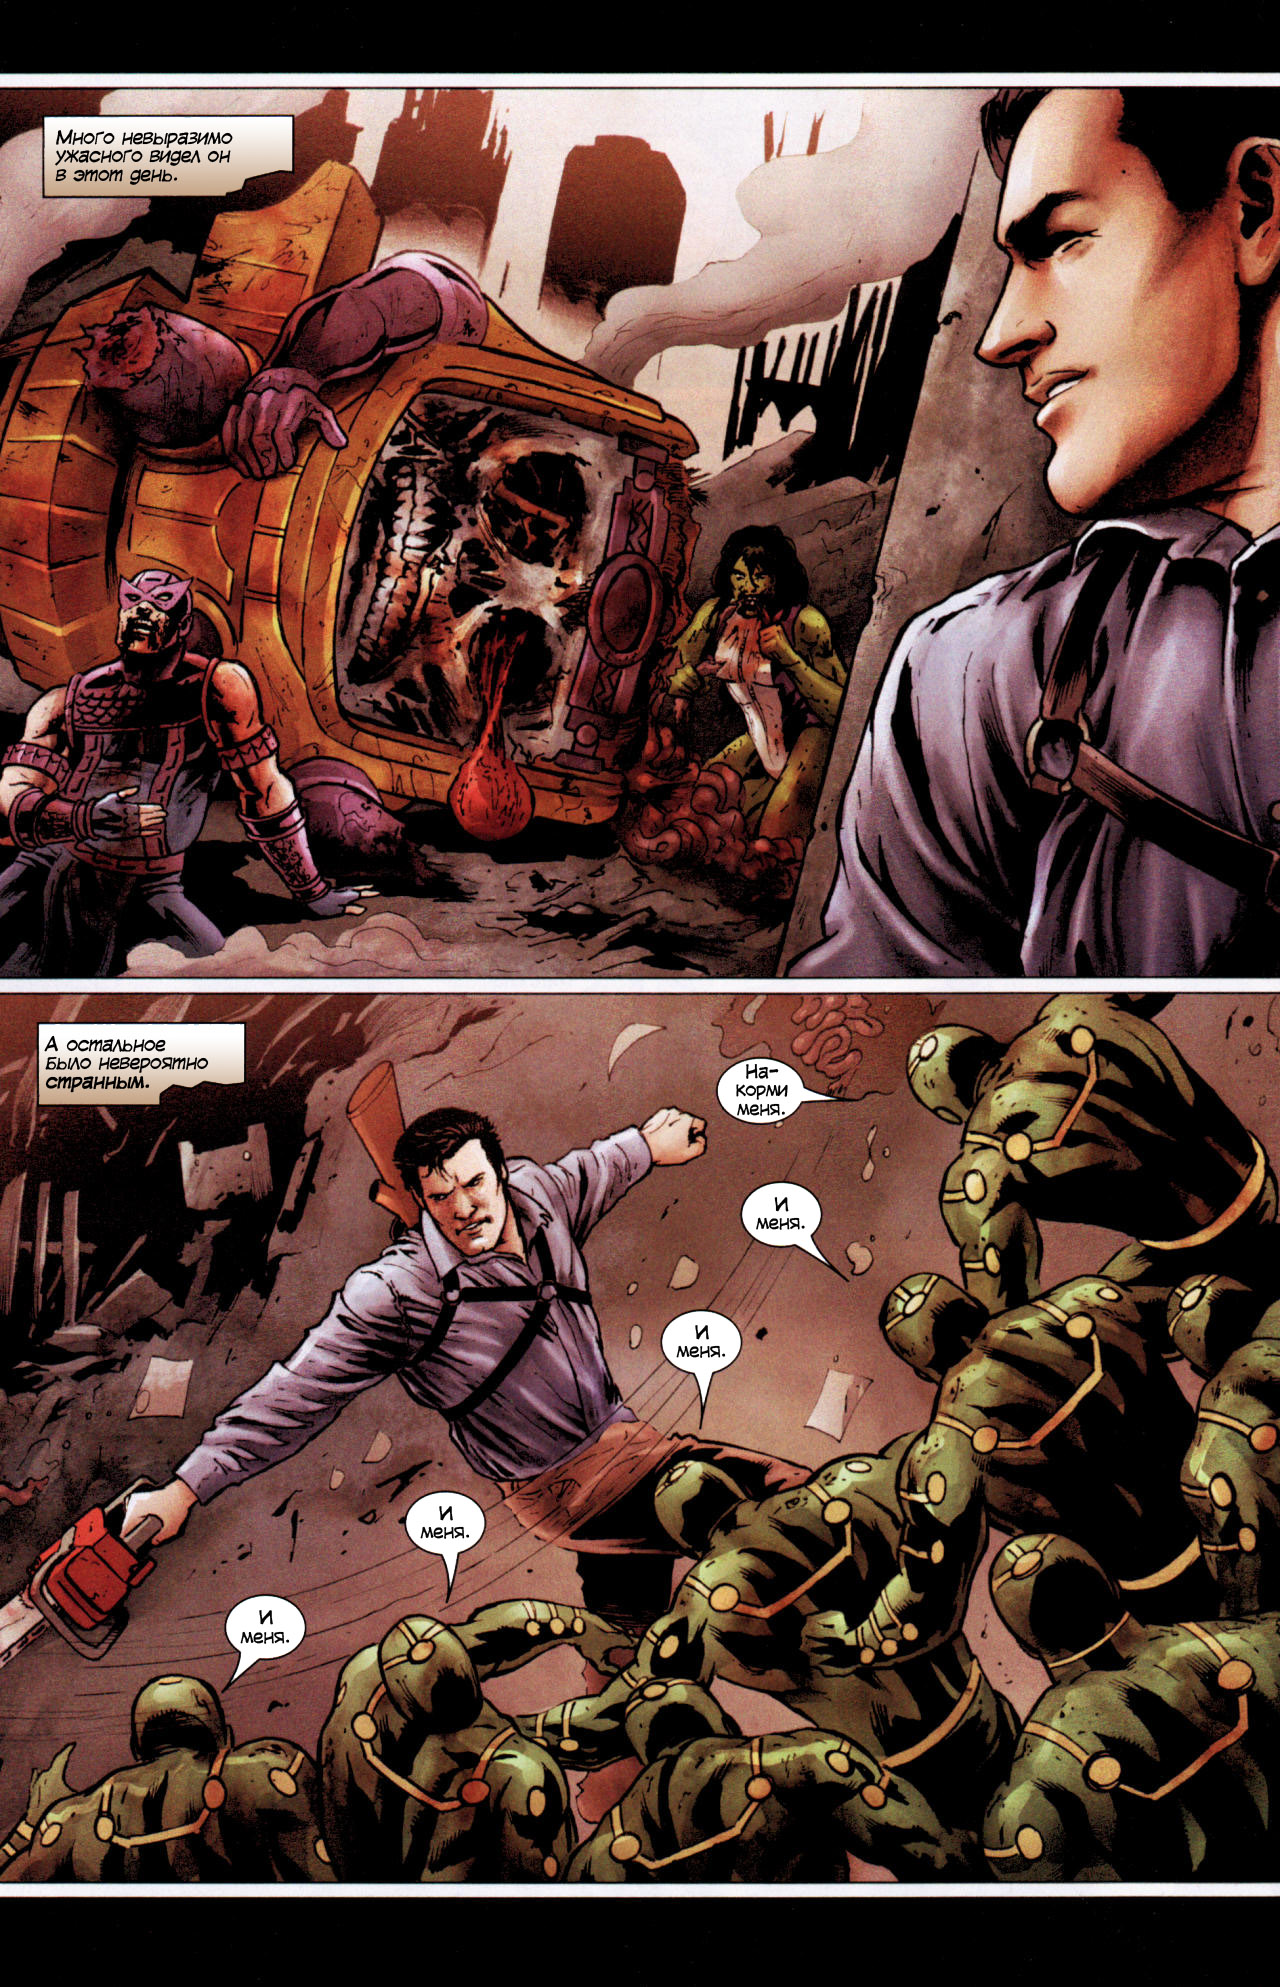 Много невыразимо
ужасного видел он
в этот день.
А остальное
было невероятно
странным.
На-
корми
меня.
И
меня.
И
меня.
И
меня.
И
меня.